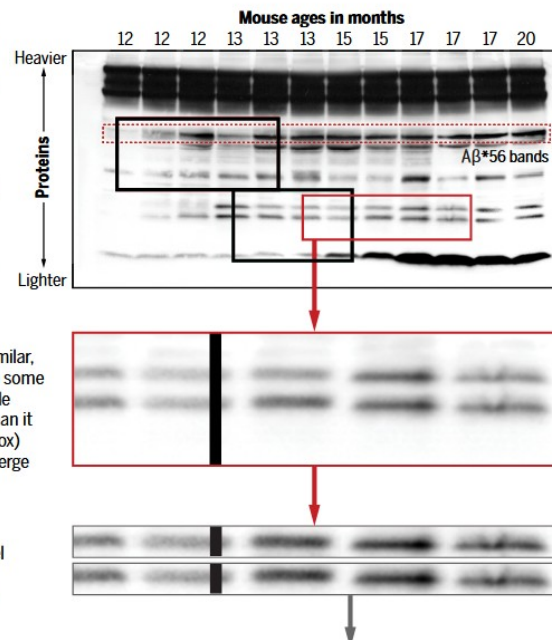 Mouse ages in months
12 12 12 13 13 13 15 15 17 17 17 20
Heavier
Proteins
Aβ*56 bands
Lighter
milar,
some
le
an it
ox)
erge
el